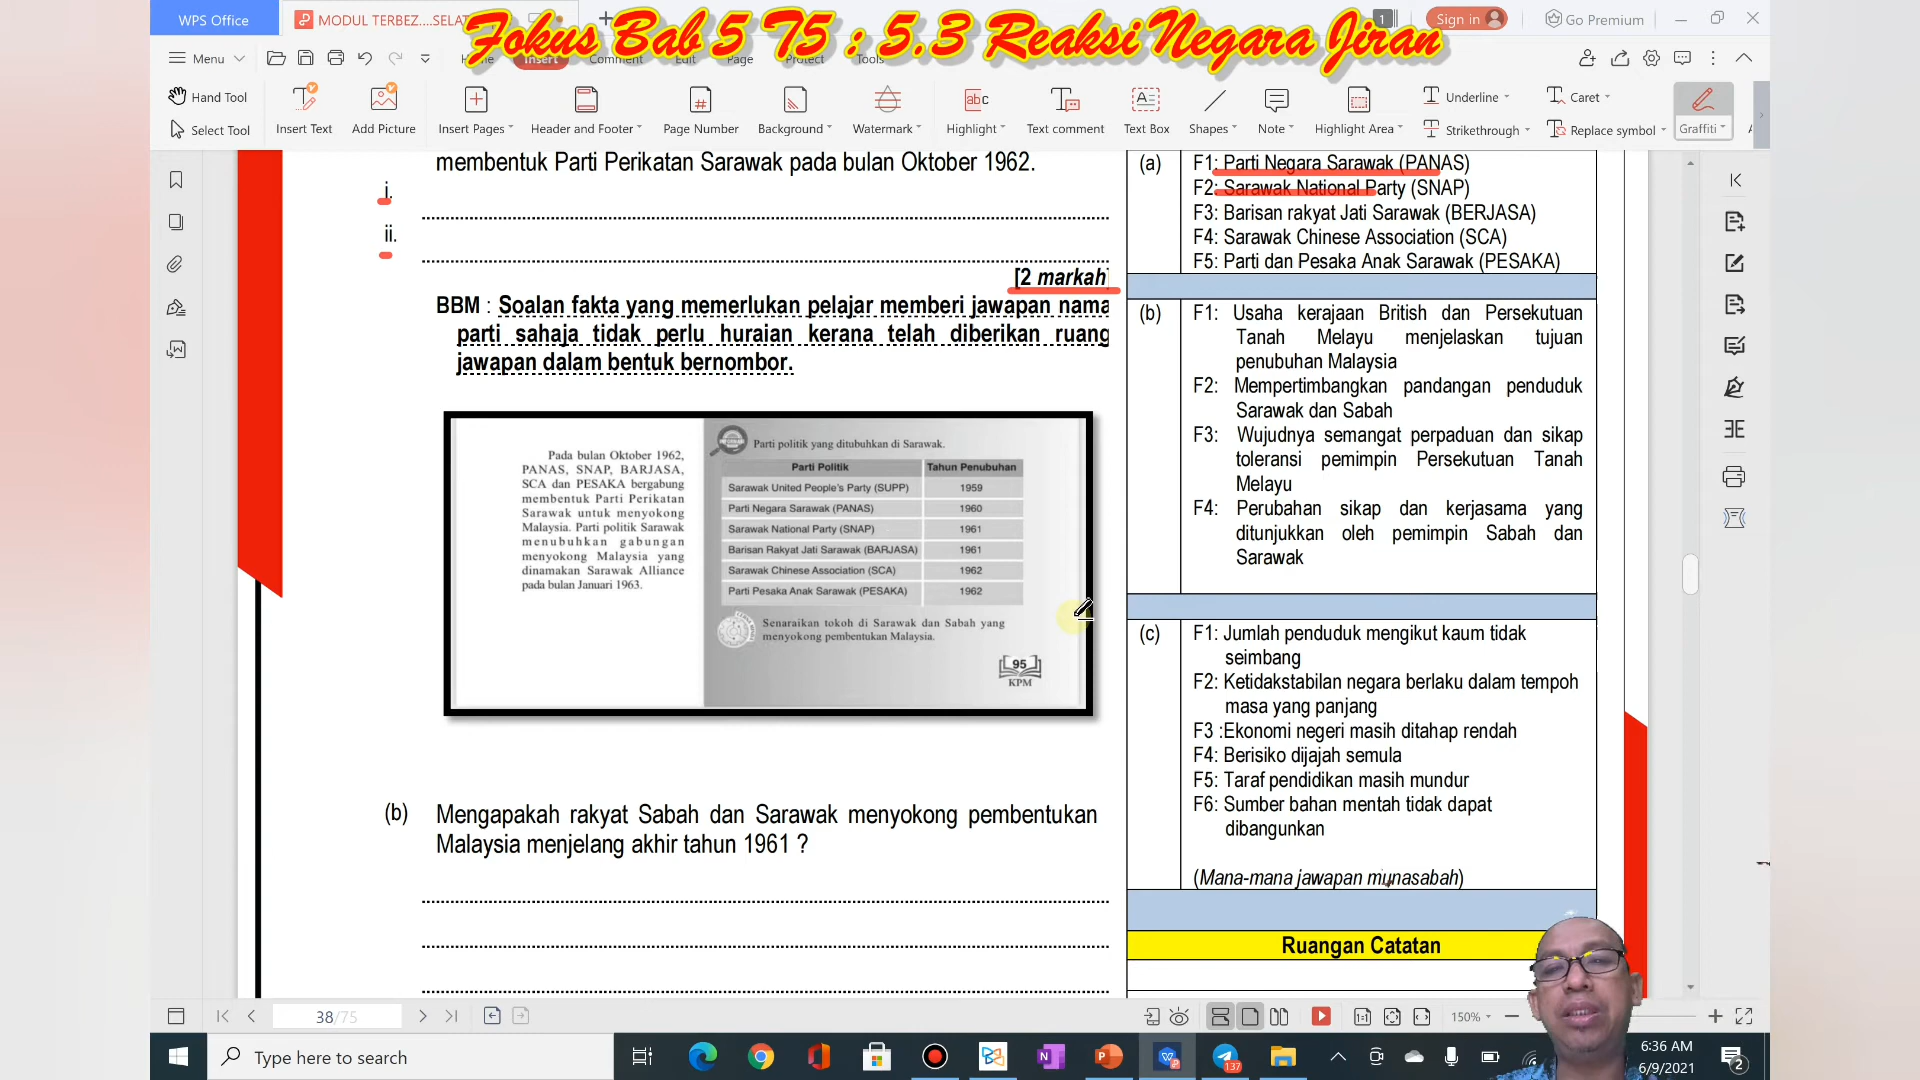 WPS Office
MODUL TERBEZ....SELAT
Fokus Bab 5 T5 : 5.3 Reaksi Negara Jiran
1
Sign in
Go Premium
Menu
Insert
Comment
Edit
Page
Protect
Tools
Hand Tool
Select Tool
Insert Text
Add Picture
Insert Pages
Header and Footer
Page Number
Background
Watermark
Highlight
Text comment
Text Box
Shapes
Note
Highlight Area
Underline
Caret
Strikethrough
Replace symbol
Graffiti
membentuk Parti Perikatan Sarawak pada bulan Oktober 1962.
i.
ii.
[2 markah]
BBM : Soalan fakta yang memerlukan pelajar memberi jawapan nama
parti sahaja tidak perlu huraian kerana telah diberikan ruang
jawapan dalam bentuk bernombor.
Pada bulan Oktober 1962,
PANAS, SNAP, BARJASA,
SCA dan PESAKA bergabung
membentuk Parti Perikatan
Sarawak untuk menyokong
Malaysia. Parti politik Sarawak
menubuhkan gabungan
menyokong Malaysia yang
dinamakan Sarawak Alliance
pada bulan Januari 1963.
Parti politik yang ditubuhkan di Sarawak.
Parti Politik Tahun Penubuhan
Sarawak United People's Party (SUPP) 1959
Parti Negara Sarawak (PANAS) 1960
Sarawak National Party (SNAP) 1961
Barisan Rakyat Jati Sarawak (BARJASA) 1961
Sarawak Chinese Association (SCA) 1962
Parti Pesaka Anak Sarawak (PESAKA) 1962
Senaraikan tokoh di Sarawak dan Sabah yang
menyokong pembentukan Malaysia.
95
KPM
(b) Mengapakah rakyat Sabah dan Sarawak menyokong pembentukan
Malaysia menjelang akhir tahun 1961 ?
(a) F1: Parti Negara Sarawak (PANAS)
F2: Sarawak National Party (SNAP)
F3: Barisan rakyat Jati Sarawak (BERJASA)
F4: Sarawak Chinese Association (SCA)
F5: Parti dan Pesaka Anak Sarawak (PESAKA)
(b) F1: Usaha kerajaan British dan Persekutuan
Tanah Melayu menjelaskan tujuan
penubuhan Malaysia
F2: Mempertimbangkan pandangan penduduk
Sarawak dan Sabah
F3: Wujudnya semangat perpaduan dan sikap
toleransi pemimpin Persekutuan Tanah
Melayu
F4: Perubahan sikap dan kerjasama yang
ditunjukkan oleh pemimpin Sabah dan
Sarawak
(c) F1: Jumlah penduduk mengikut kaum tidak
seimbang
F2: Ketidakstabilan negara berlaku dalam tempoh
masa yang panjang
F3 :Ekonomi negeri masih ditahap rendah
F4: Berisiko dijajah semula
F5: Taraf pendidikan masih mundur
F6: Sumber bahan mentah tidak dapat
dibangunkan
(Mana-mana jawapan munasabah)
Ruangan Catatan
38/75
150%
Type here to search
137
6:36 AM
6/9/2021
2